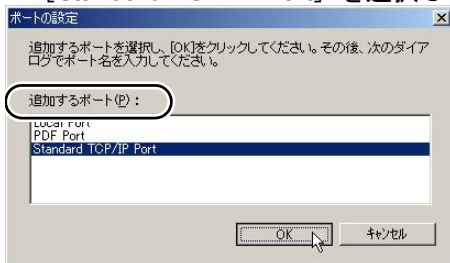 ポートの設定
追加するポートを選択し、[OK]をクリックしてください。その後、次のダイア
ログでポート名を入力してください。
追加するポート(P)：
Local Port
PDF Port
Standard TCP/IP Port
OK
キャンセル